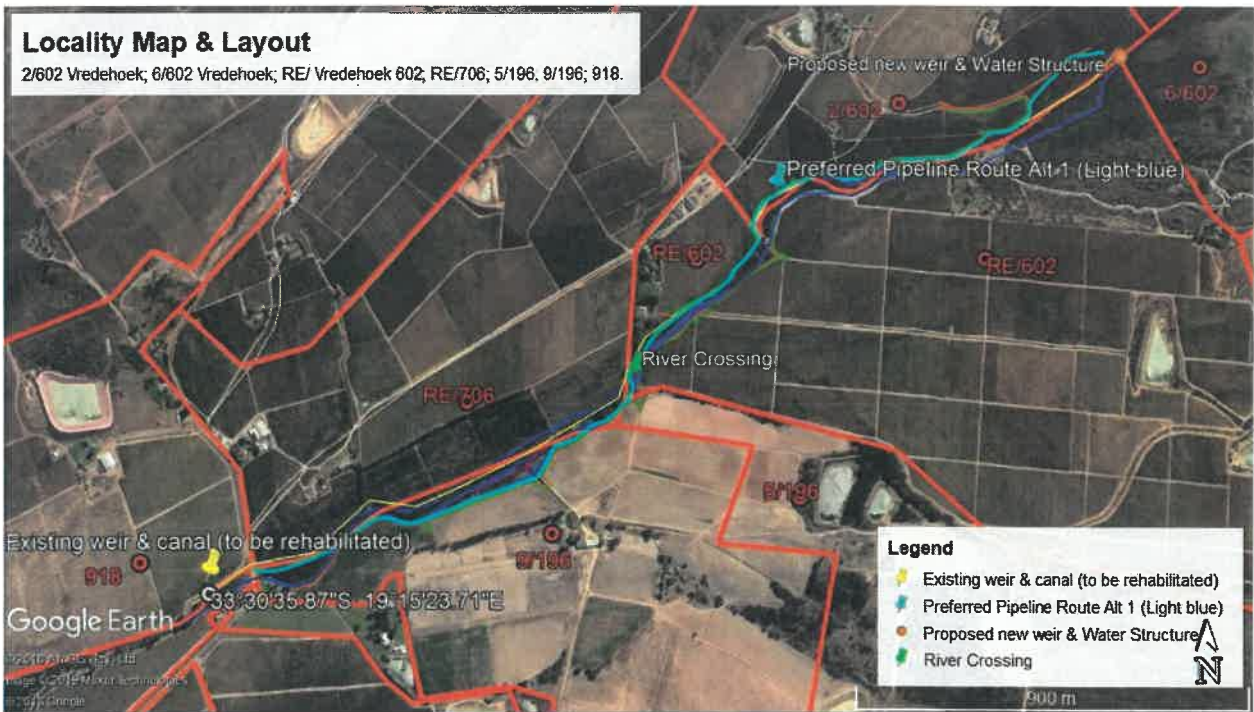 Locality Map & Layout
2/602 Vredehoek; 6/602 Vredehoek; RE/ Vredehoek 602; RE/706; 5/196, 9/196; 918.
Proposed new weir & Water Structure
6/602
2/602
Preferred Pipeline Route Alt 1 (Light blue)
RE/602
RE/602
River Crossing
RE/706
5/196
Existing weir & canal (to be rehabilitated)
9/196
918
33°30'35.87"S 19°15'23.71"E
Google Earth
Legend
Existing weir & canal (to be rehabilitated)
Preferred Pipeline Route Alt 1 (Light blue)
Proposed new weir & Water Structure
River Crossing
N
900 m